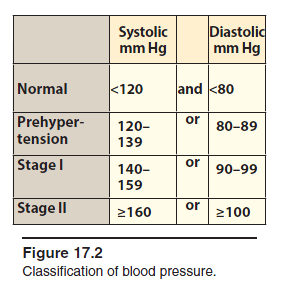 Systolic Diastolic
mm Hg mm Hg
Normal <120 and <80
Prehyper-
tension 120–
139 or 80–89
Stage I 140–
159 or 90–99
Stage II ≥160 or ≥100
Figure 17.2
Classification of blood pressure.